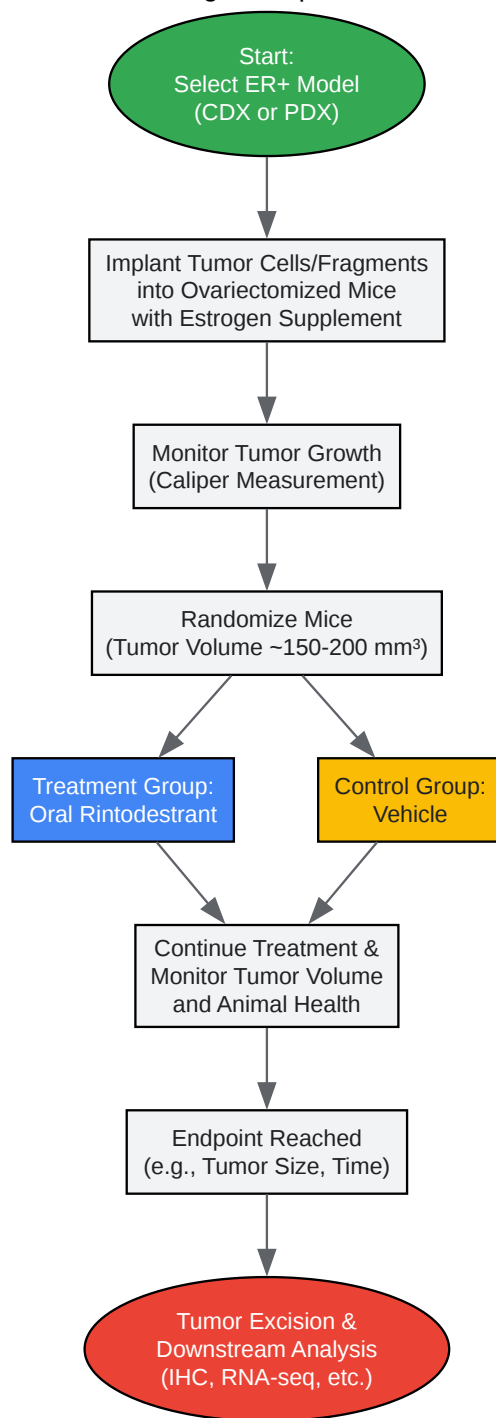 Start:
Select ER+ Model
(CDX or PDX)
Implant Tumor Cells/Fragments
into Ovariectomized Mice
with Estrogen Supplement
Monitor Tumor Growth
(Caliper Measurement)
Randomize Mice
(Tumor Volume ~150-200 mm³)
Treatment Group:
Oral Rintodestrant
Control Group:
Vehicle
Continue Treatment &
Monitor Tumor Volume
and Animal Health
Endpoint Reached
(e.g., Tumor Size, Time)
Tumor Excision &
Downstream Analysis
(IHC, RNA-seq, etc.)